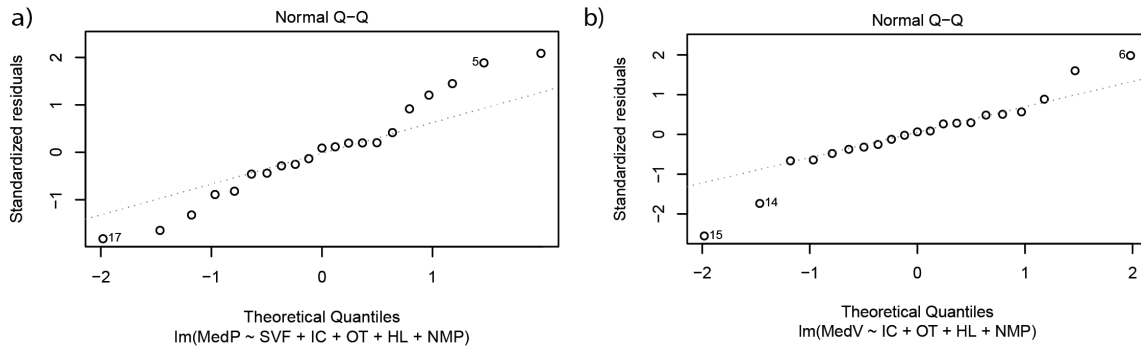 a)
Normal Q−Q
Standardized residuals
2
1
0
−1
5
17
−2
−1
0
1
Theoretical Quantiles
lm(MedP ~ SVF + IC + OT + HL + NMP)
b)
Normal Q−Q
Standardized residuals
2
1
0
−1
−2
6
14
15
−2
−1
0
1
2
Theoretical Quantiles
lm(MedV ~ IC + OT + HL + NMP)